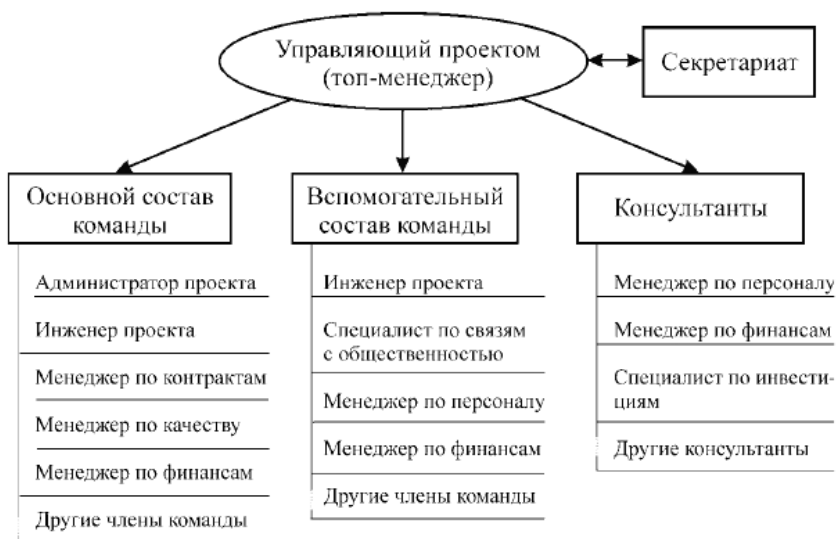 Управляющий проектом
(топ-менеджер)
Секретариат
Основной состав
команды
Администратор проекта
Инженер проекта
Менеджер по контрактам
Менеджер по качеству
Менеджер по финансам
Другие члены команды
Вспомогательный
состав команды
Инженер проекта
Специалист по связям
с общественностью
Менеджер по персоналу
Менеджер по финансам
Другие члены команды
Консультанты
Менеджер по персоналу
Менеджер по финансам
Специалист по инвести-
циям
Другие консультанты